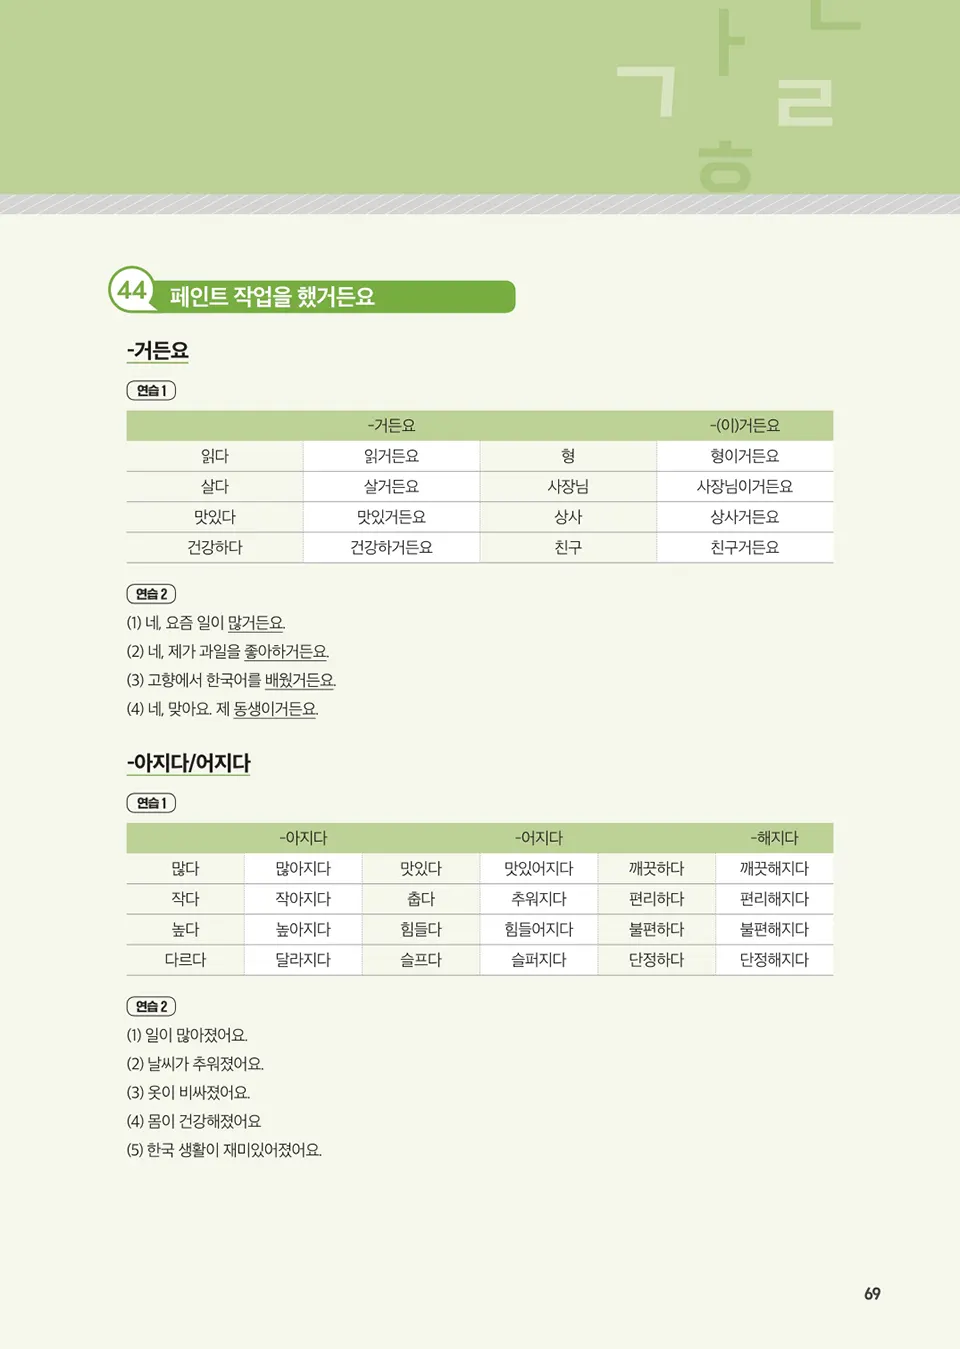 ㄱ ㅏ ㄴ ㄹ ㅎ
44 페인트 작업을 했거든요
-거든요
연습 1
-거든요 -(이)거든요
읽다 읽거든요 형 형이거든요
살다 살거든요 사장님 사장님이거든요
맛있다 맛있거든요 상사 상사거든요
건강하다 건강하거든요 친구 친구거든요
연습 2
(1) 네, 요즘 일이 많거든요.
(2) 네, 제가 과일을 좋아하거든요.
(3) 고향에서 한국어를 배웠거든요.
(4) 네, 맞아요. 제 동생이거든요.
-아지다/어지다
연습 1
-아지다 -어지다 -해지다
많다 많아지다 맛있다 맛있어지다 깨끗하다 깨끗해지다
작다 작아지다 춥다 추워지다 편리하다 편리해지다
높다 높아지다 힘들다 힘들어지다 불편하다 불편해지다
다르다 달라지다 슬프다 슬퍼지다 단정하다 단정해지다
연습 2
(1) 일이 많아졌어요.
(2) 날씨가 추워졌어요.
(3) 옷이 비싸졌어요.
(4) 몸이 건강해졌어요
(5) 한국 생활이 재미있어졌어요.
69